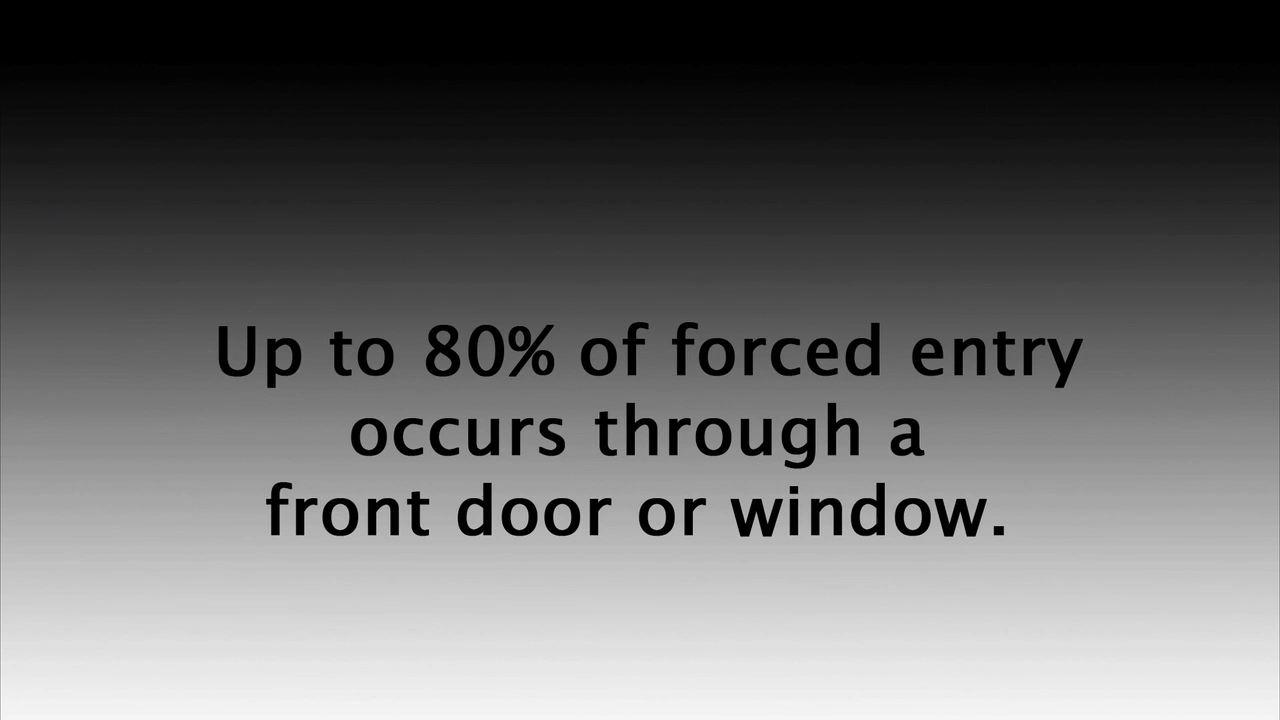 Up to 80% of forced entry
occurs through a
front door or window.